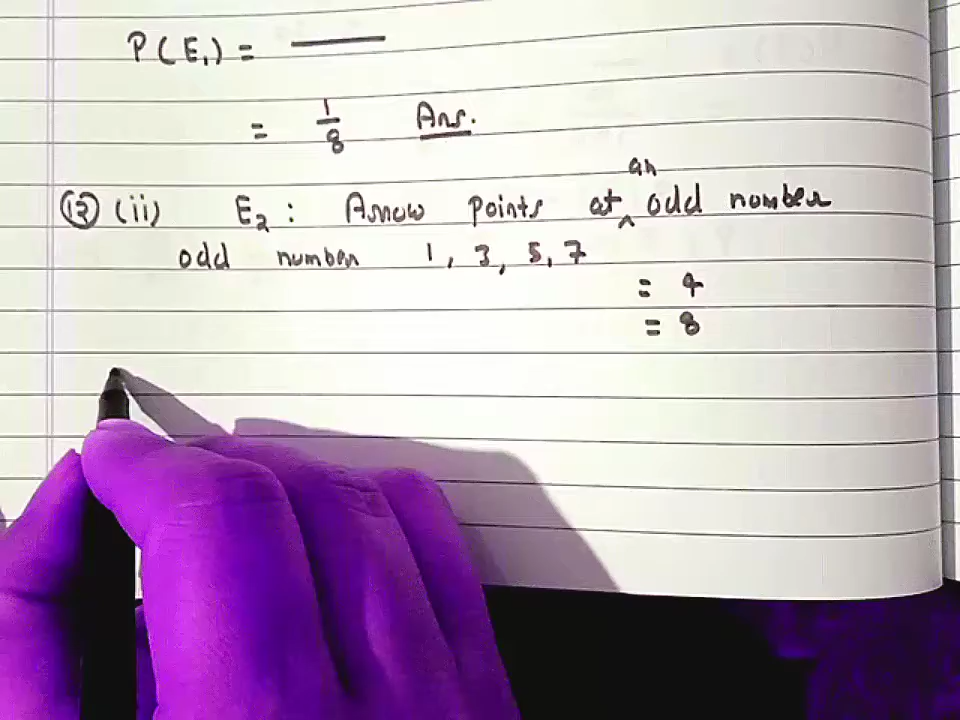 P(E₁) = ―
= 1/8 Ans.
⑫ (ii) E₂ : Arrow points at ^an odd number
odd number 1, 3, 5, 7
= 4
= 8